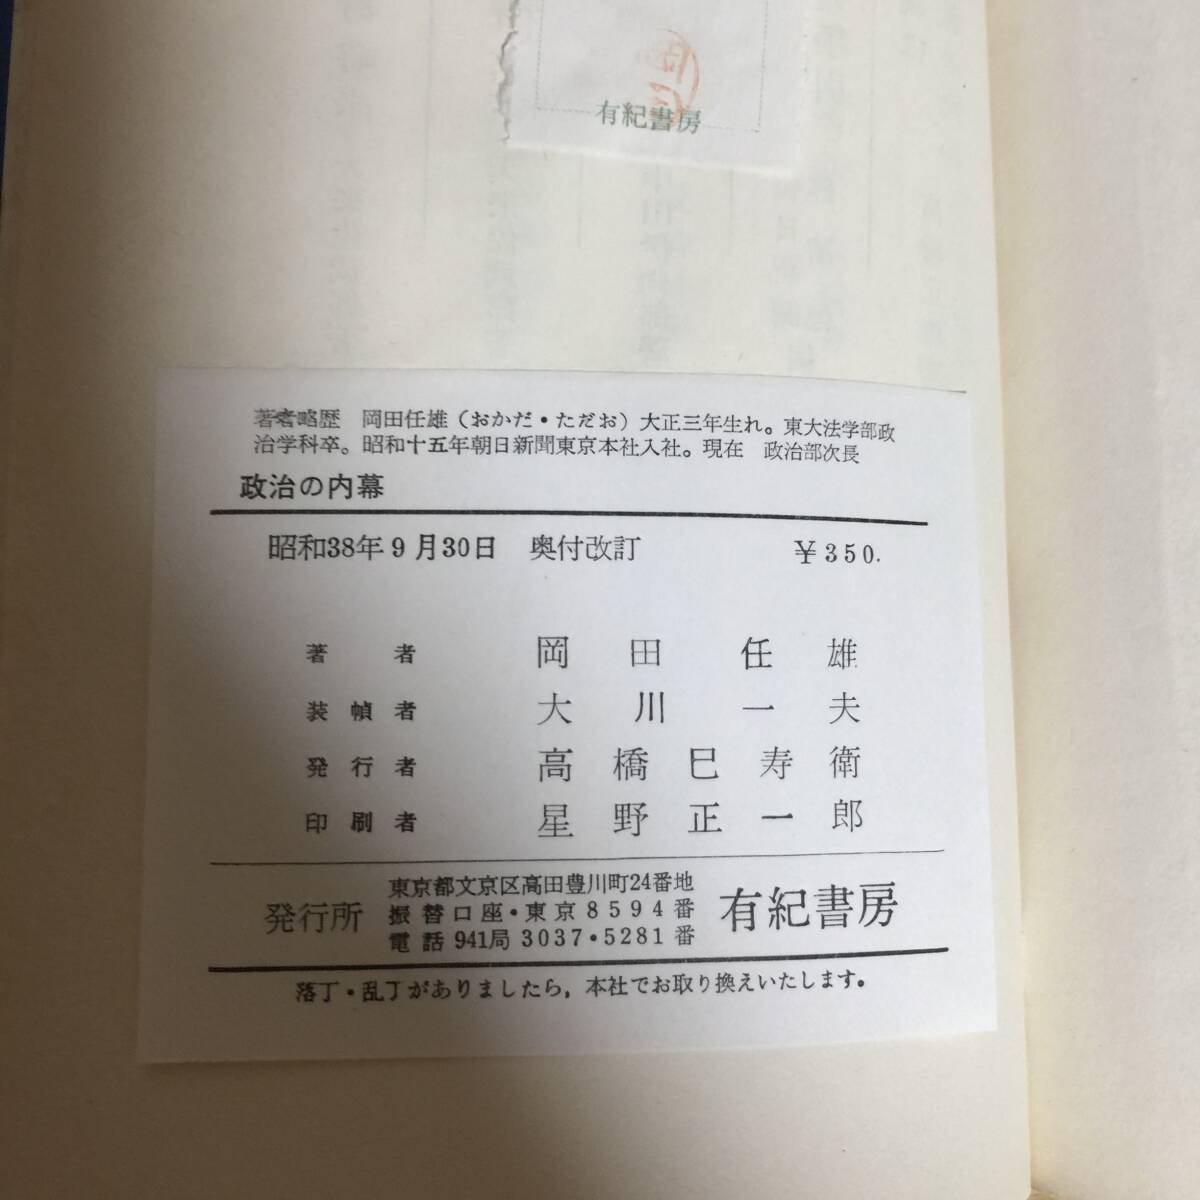 有紀書房
著者略歴　岡田任雄（おかだ・ただお）大正三年生れ。東大法学部政
治学科卒。昭和十五年朝日新聞東京本社入社。現在　政治部次長
政治の内幕
昭和38年9月30日　奥付改訂　￥350.
著者　岡田任雄
装幀者　大川一夫
発行者　高橋巳寿衛
印刷者　星野正一郎
発行所
東京都文京区高田豊川町24番地
振替口座・東京8594番
電話941局3037・5281番
有紀書房
落丁・乱丁がありましたら，本社でお取り換えいたします。